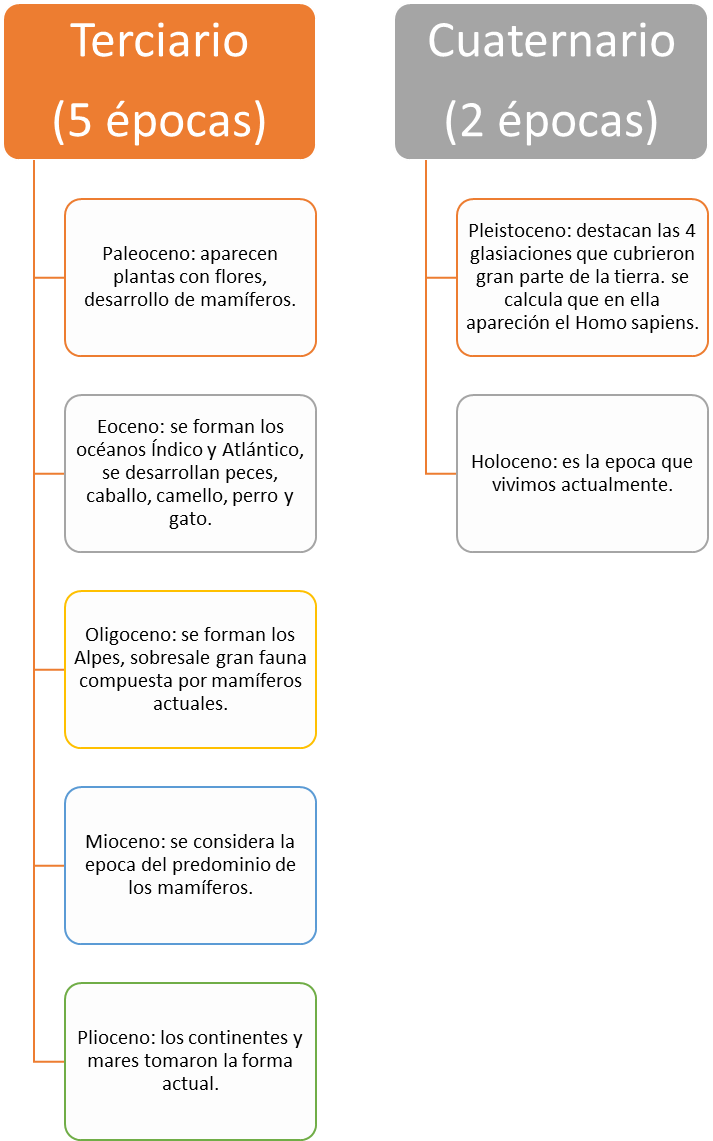 Terciario
(5 épocas)
Paleoceno: aparecen
plantas con flores,
desarrollo de mamíferos.
Eoceno: se forman los
océanos Índico y Atlántico,
se desarrollan peces,
caballo, camello, perro y
gato.
Oligoceno: se forman los
Alpes, sobresale gran fauna
compuesta por mamíferos
actuales.
Mioceno: se considera la
epoca del predominio de
los mamíferos.
Plioceno: los continentes y
mares tomaron la forma
actual.
Cuaternario
(2 épocas)
Pleistoceno: destacan las 4
glasiaciones que cubrieron
gran parte de la tierra. se
calcula que en ella
aparección el Homo sapiens.
Holoceno: es la epoca que
vivimos actualmente.